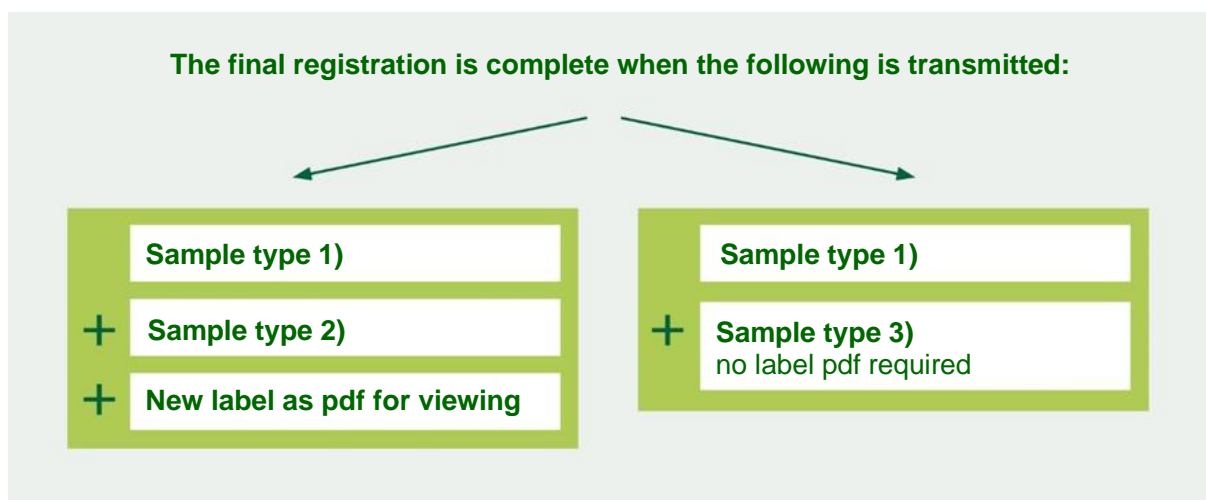 The final registration is complete when the following is transmitted:
Sample type 1)
+ Sample type 2)
+ New label as pdf for viewing
Sample type 1)
+ Sample type 3)
no label pdf required